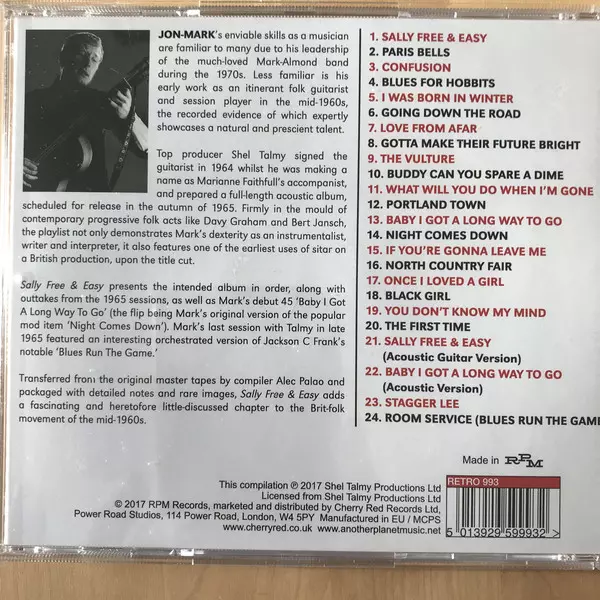 JON-MARK's enviable skills as a musician
are familiar to many due to his leadership
of the much-loved Mark-Almond band
during the 1970s. Less familiar is his
early work as an itinerant folk guitarist
and session player in the mid-1960s,
the recorded evidence of which expertly
showcases a natural and prescient talent.
Top producer Shel Talmy signed the
guitarist in 1964 whilst he was making a
name as Marianne Faithfull's accompanist,
and prepared a full-length acoustic album,
scheduled for release in the autumn of 1965. Firmly in the mould of
contemporary progressive folk acts like Davy Graham and Bert Jansch,
the playlist not only demonstrates Mark's dexterity as an instrumentalist,
writer and interpreter, it also features one of the earliest uses of sitar on
a British production, upon the title cut.
Sally Free & Easy presents the intended album in order, along with
outtakes from the 1965 sessions, as well as Mark's debut 45 'Baby I Got
A Long Way To Go' (the flip being Mark's original version of the popular
mod item 'Night Comes Down'). Mark's last session with Talmy in late
1965 featured an interesting orchestrated version of Jackson C Frank's
notable 'Blues Run The Game.'
Transferred from the original master tapes by compiler Alec Palao and
packaged with detailed notes and rare images, Sally Free & Easy adds
a fascinating and heretofore little-discussed chapter to the Brit-folk
movement of the mid-1960s.
1. SALLY FREE & EASY
2. PARIS BELLS
3. CONFUSION
4. BLUES FOR HOBBITS
5. I WAS BORN IN WINTER
6. GOING DOWN THE ROAD
7. LOVE FROM AFAR
8. GOTTA MAKE THEIR FUTURE BRIGHT
9. THE VULTURE
10. BUDDY CAN YOU SPARE A DIME
11. WHAT WILL YOU DO WHEN I'M GONE
12. PORTLAND TOWN
13. BABY I GOT A LONG WAY TO GO
14. NIGHT COMES DOWN
15. IF YOU'RE GONNA LEAVE ME
16. NORTH COUNTRY FAIR
17. ONCE I LOVED A GIRL
18. BLACK GIRL
19. YOU DON'T KNOW MY MIND
20. THE FIRST TIME
21. SALLY FREE & EASY
(Acoustic Guitar Version)
22. BABY I GOT A LONG WAY TO GO
(Acoustic Version)
23. STAGGER LEE
24. ROOM SERVICE (BLUES RUN THE GAM
Made in RPM
This compilation ℗ 2017 Shel Talmy Productions Ltd
Licensed from Shel Talmy Productions Ltd
© 2017 RPM Records, marketed and distributed by Cherry Red Records Ltd,
Power Road Studios, 114 Power Road, London, W4 5PY Manufactured in EU / MCPS
www.cherryred.co.uk www.anotherplanetmusic.net
RETRO 993
5 013929 599932 >